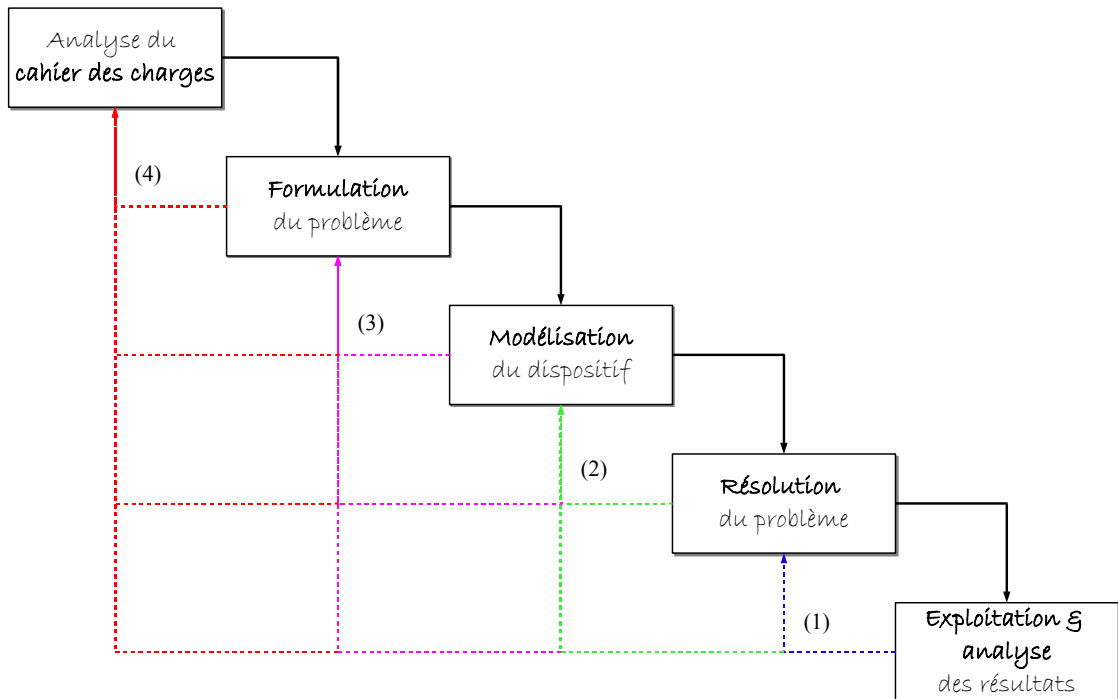 Analyse du
cahier des charges
(4)
Formulation
du problème
(3)
Modélisation
du dispositif
(2)
Résolution
du problème
(1)
Exploitation &
analyse
des résultats